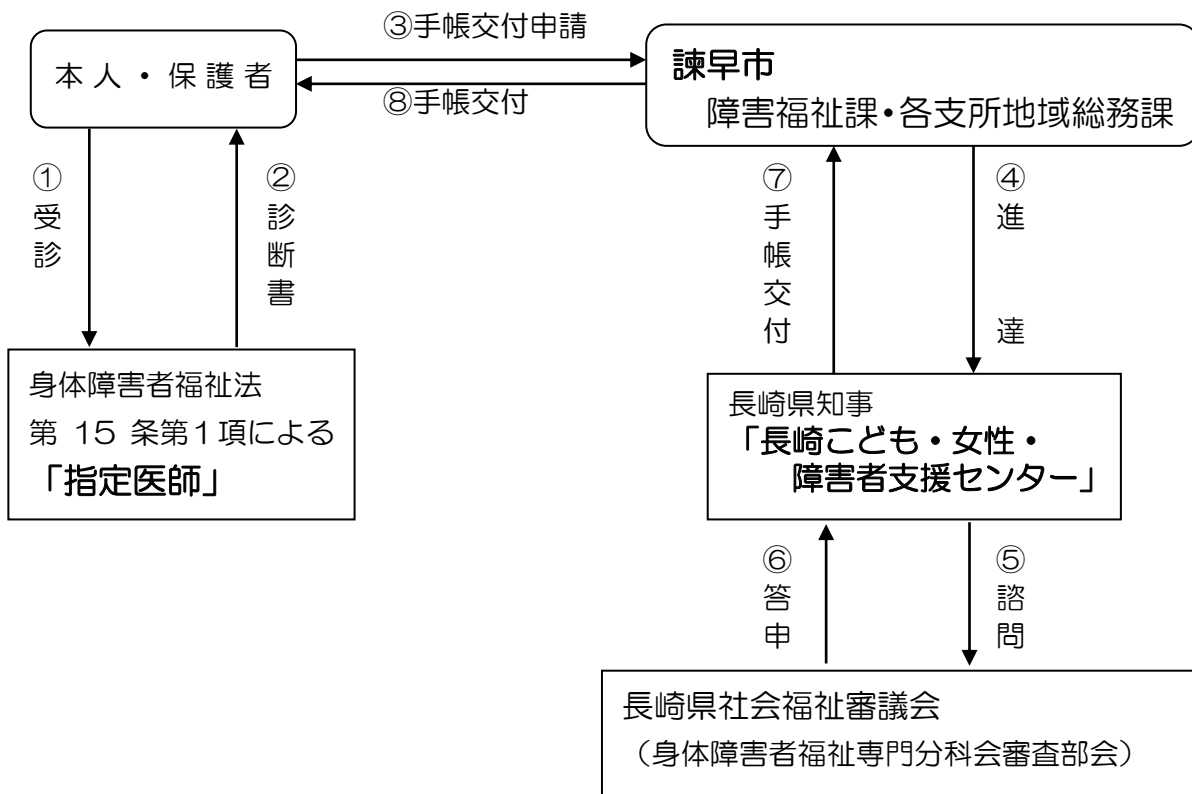 ③手帳交付申請
本人・保護者
⑧手帳交付
諫早市
障害福祉課・各支所地域総務課
①受診
②診断書
⑦手帳交付
④進達
身体障害者福祉法
第 15 条第1項による
「指定医師」
長崎県知事
「長崎こども・女性・
障害者支援センター」
⑥答申
⑤諮問
長崎県社会福祉審議会
（身体障害者福祉専門分科会審査部会）